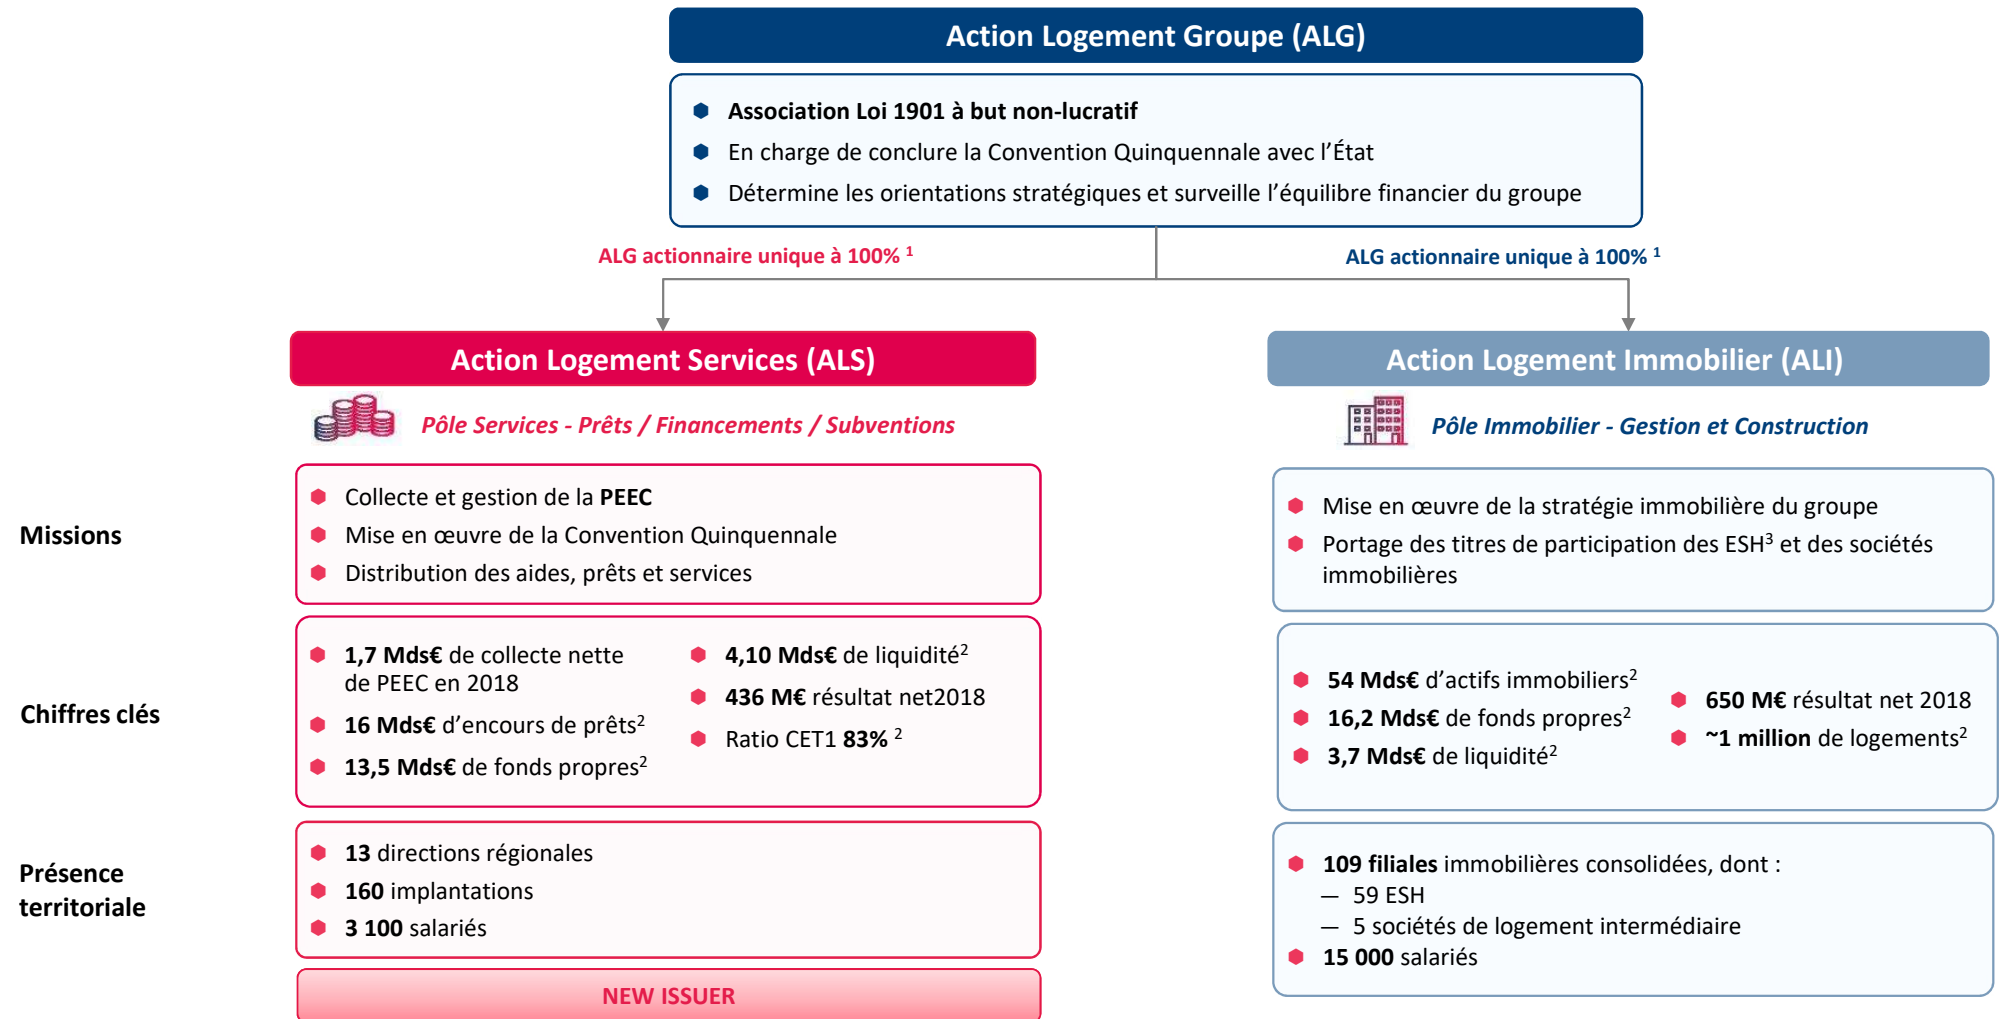 Action Logement Groupe (ALG)
Association Loi 1901 à but non-lucratif
En charge de conclure la Convention Quinquennale avec l’État
Détermine les orientations stratégiques et surveille l’équilibre financier du groupe
ALG actionnaire unique à 100% ¹
ALG actionnaire unique à 100% ¹
Action Logement Services (ALS)
Pôle Services - Prêts / Financements / Subventions
Action Logement Immobilier (ALI)
Pôle Immobilier - Gestion et Construction
Missions
Collecte et gestion de la PEEC
Mise en œuvre de la Convention Quinquennale
Distribution des aides, prêts et services
Mise en œuvre de la stratégie immobilière du groupe
Portage des titres de participation des ESH³ et des sociétés
immobilières
Chiffres clés
1,7 Mds€ de collecte nette
de PEEC en 2018
16 Mds€ d’encours de prêts²
13,5 Mds€ de fonds propres²
4,10 Mds€ de liquidité²
436 M€ résultat net2018
Ratio CET1 83% ²
54 Mds€ d’actifs immobiliers²
16,2 Mds€ de fonds propres²
3,7 Mds€ de liquidité²
650 M€ résultat net 2018
~1 million de logements²
Présence
territoriale
13 directions régionales
160 implantations
3 100 salariés
109 filiales immobilières consolidées, dont :
— 59 ESH
— 5 sociétés de logement intermédiaire
15 000 salariés
NEW ISSUER